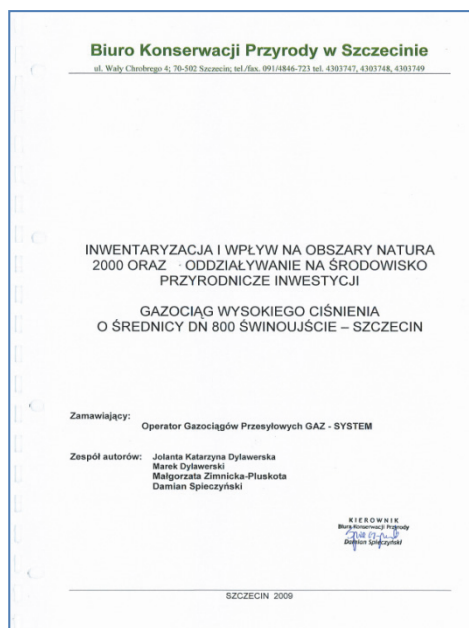 Biuro Konserwacji Przyrody w Szczecinie
ul. Wały Chrobrego 4; 70-502 Szczecin; tel./fax. 091/4846-723 tel. 4303747, 4303748, 4303749
INWENTARYZACJA I WPŁYW NA OBSZARY NATURA
2000 ORAZ ODDZIAŁYWANIE NA ŚRODOWISKO
PRZYRODNICZE INWESTYCJI
GAZOCIĄG WYSOKIEGO CIŚNIENIA
O ŚREDNICY DN 800 ŚWINOUJŚCIE – SZCZECIN
Zamawiający:
Operator Gazociągów Przesyłowych GAZ - SYSTEM
Zespół autorów: Jolanta Katarzyna Dylawerska
Marek Dylawerski
Małgorzata Zimnicka-Pluskota
Damian Spieczyński
KIEROWNIK
Biura Konserwacji Przyrody
Damian Spieczyński
SZCZECIN 2009